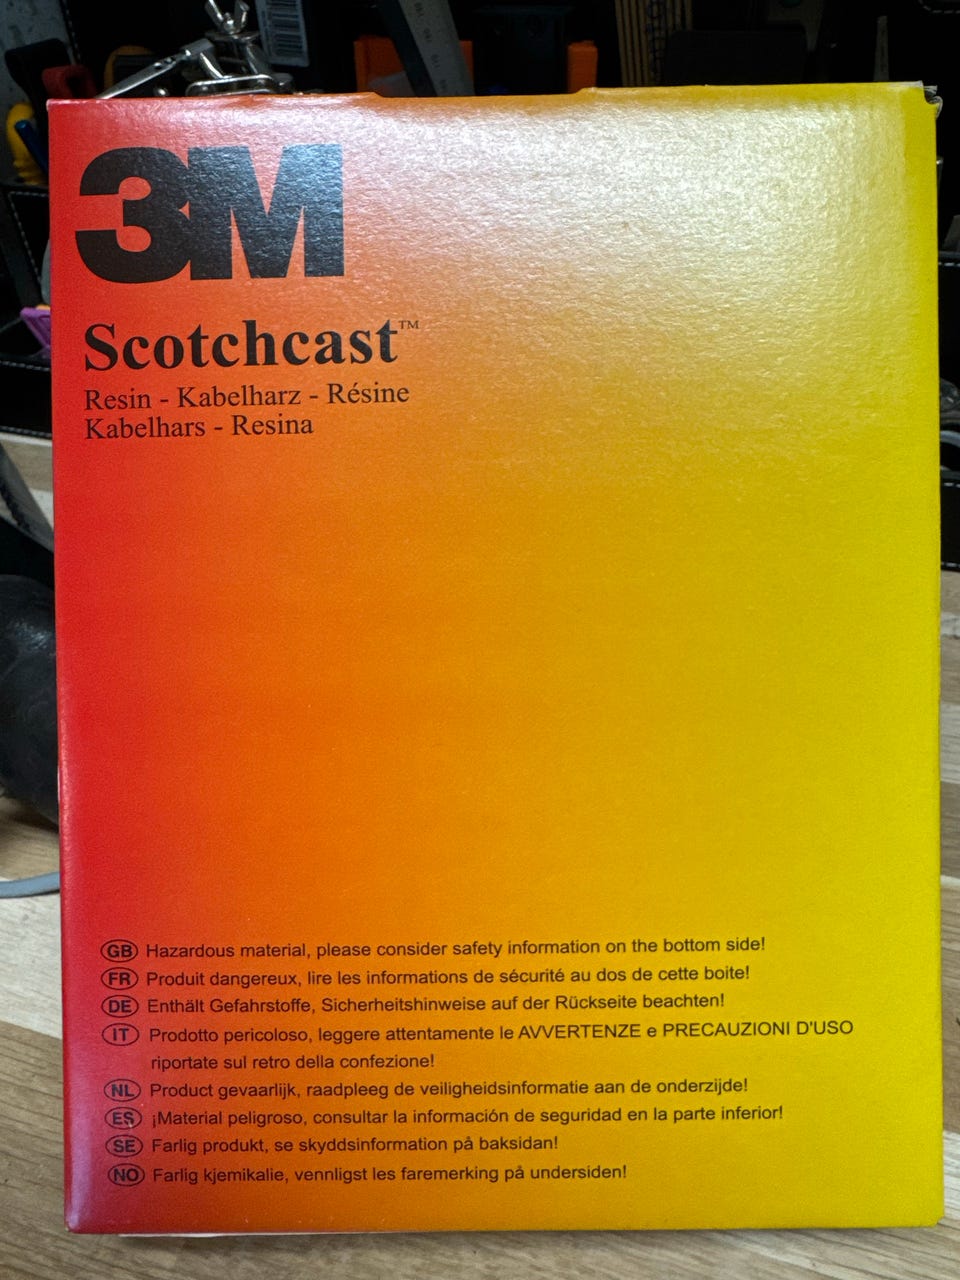 3M
Scotchcast™
Resin - Kabelharz - Résine
Kabelhars - Resina
GB Hazardous material, please consider safety information on the bottom side!
FR Produit dangereux, lire les informations de sécurité au dos de cette boite!
DE Enthält Gefahrstoffe, Sicherheitshinweise auf der Rückseite beachten!
IT Prodotto pericoloso, leggere attentamente le AVVERTENZE e PRECAUZIONI D'USO
riportate sul retro della confezione!
NL Product gevaarlijk, raadpleeg de veiligheidsinformatie aan de onderzijde!
ES ¡Material peligroso, consultar la información de seguridad en la parte inferior!
SE Farlig produkt, se skyddsinformation på baksidan!
NO Farlig kjemikalie, vennligst les faremerking på undersiden!